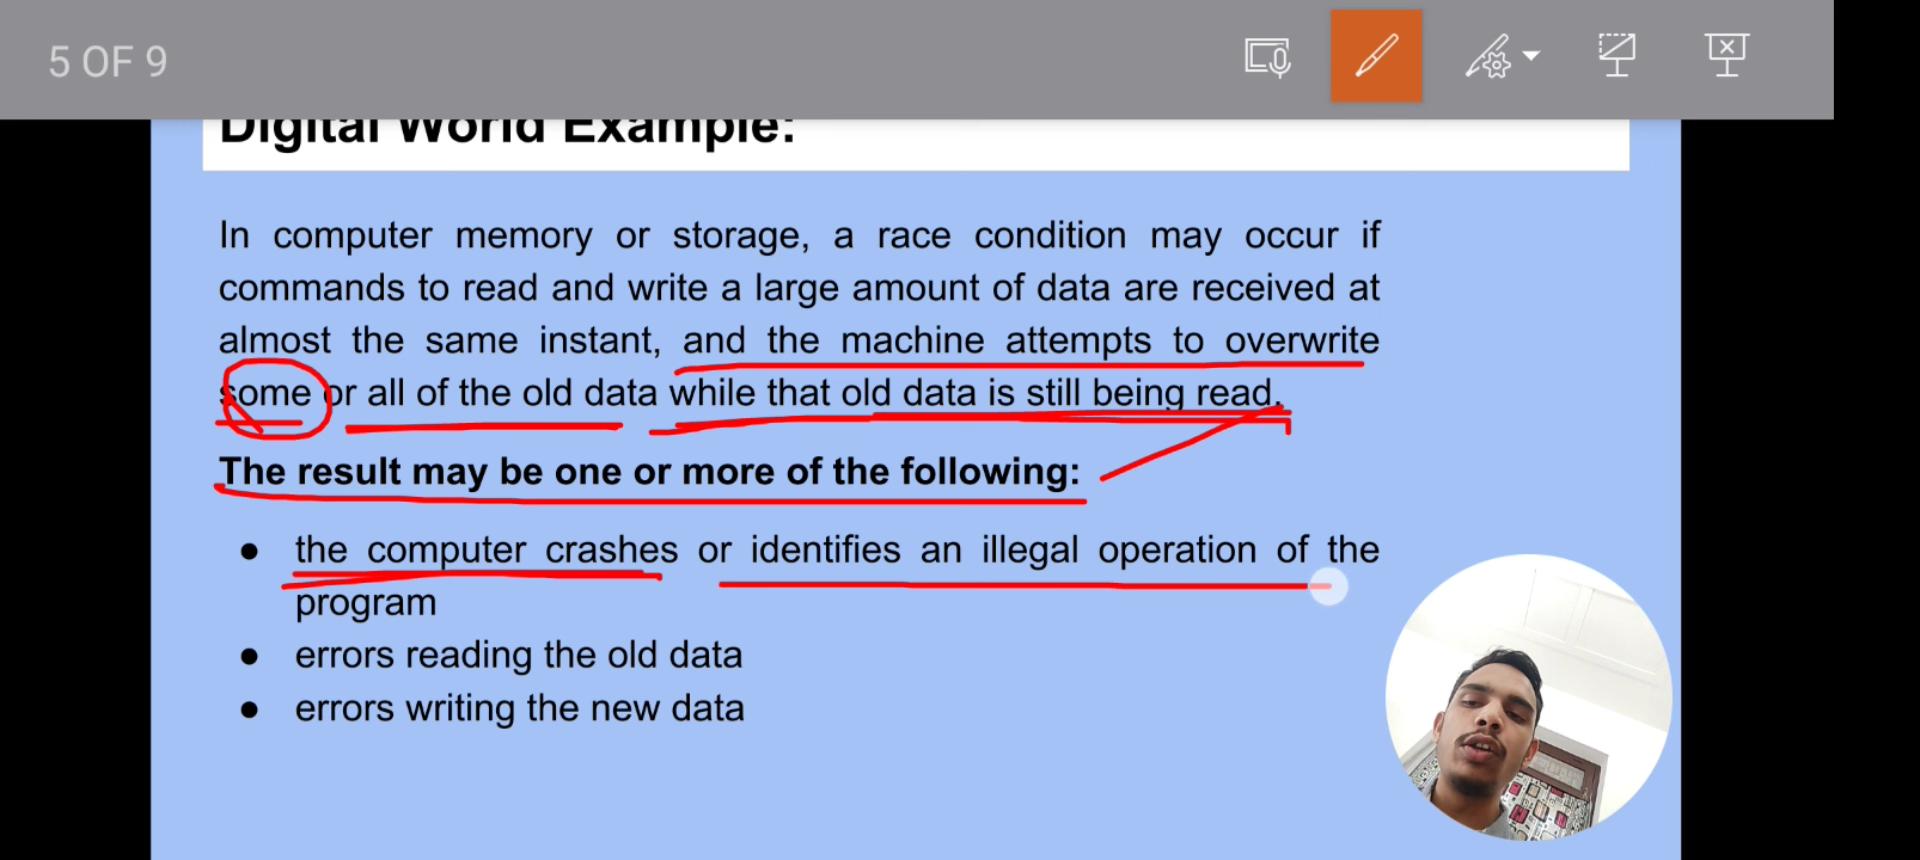 5 OF 9
Digital World Example:
In computer memory or storage, a race condition may occur if
commands to read and write a large amount of data are received at
almost the same instant, and the machine attempts to overwrite
some or all of the old data while that old data is still being read.
The result may be one or more of the following:
● the computer crashes or identifies an illegal operation of the
program
● errors reading the old data
● errors writing the new data